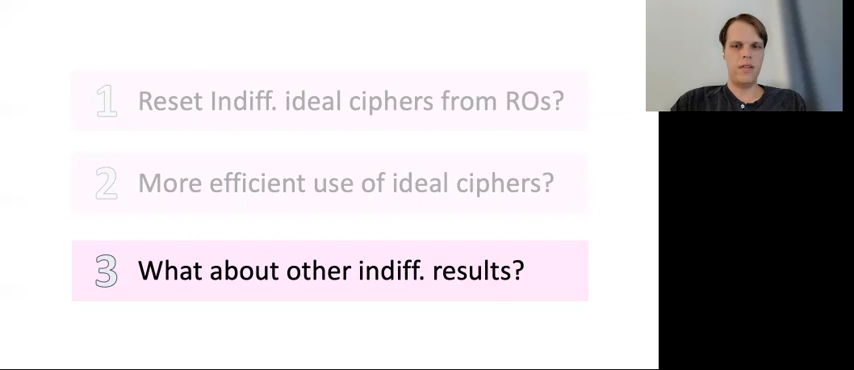 1 Reset Indiff. ideal ciphers from ROs?
2 More efficient use of ideal ciphers?
3 What about other indiff. results?